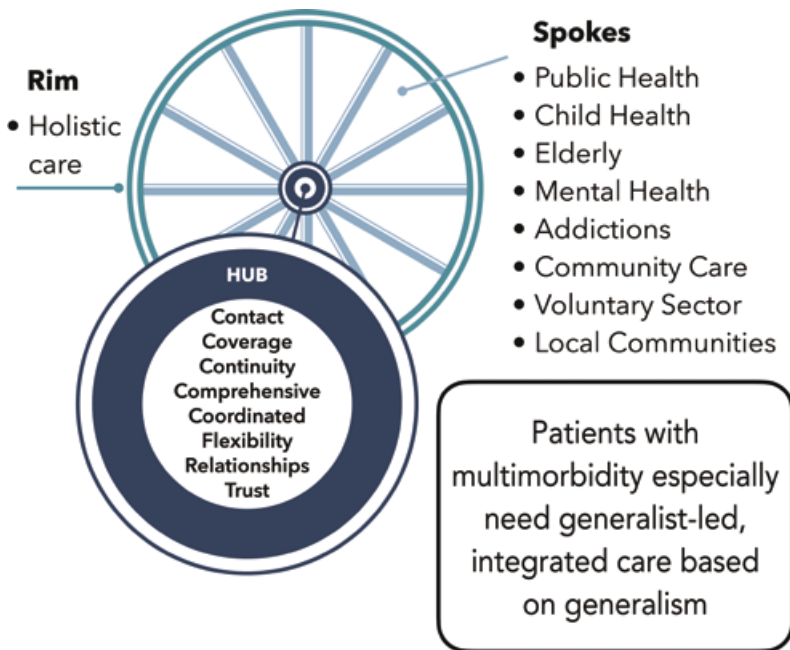 Rim
• Holistic
care
Spokes
• Public Health
• Child Health
• Elderly
• Mental Health
• Addictions
• Community Care
• Voluntary Sector
• Local Communities
HUB
Contact
Coverage
Continuity
Comprehensive
Coordinated
Flexibility
Relationships
Trust
Patients with
multimorbidity especially
need generalist-led,
integrated care based
on generalism